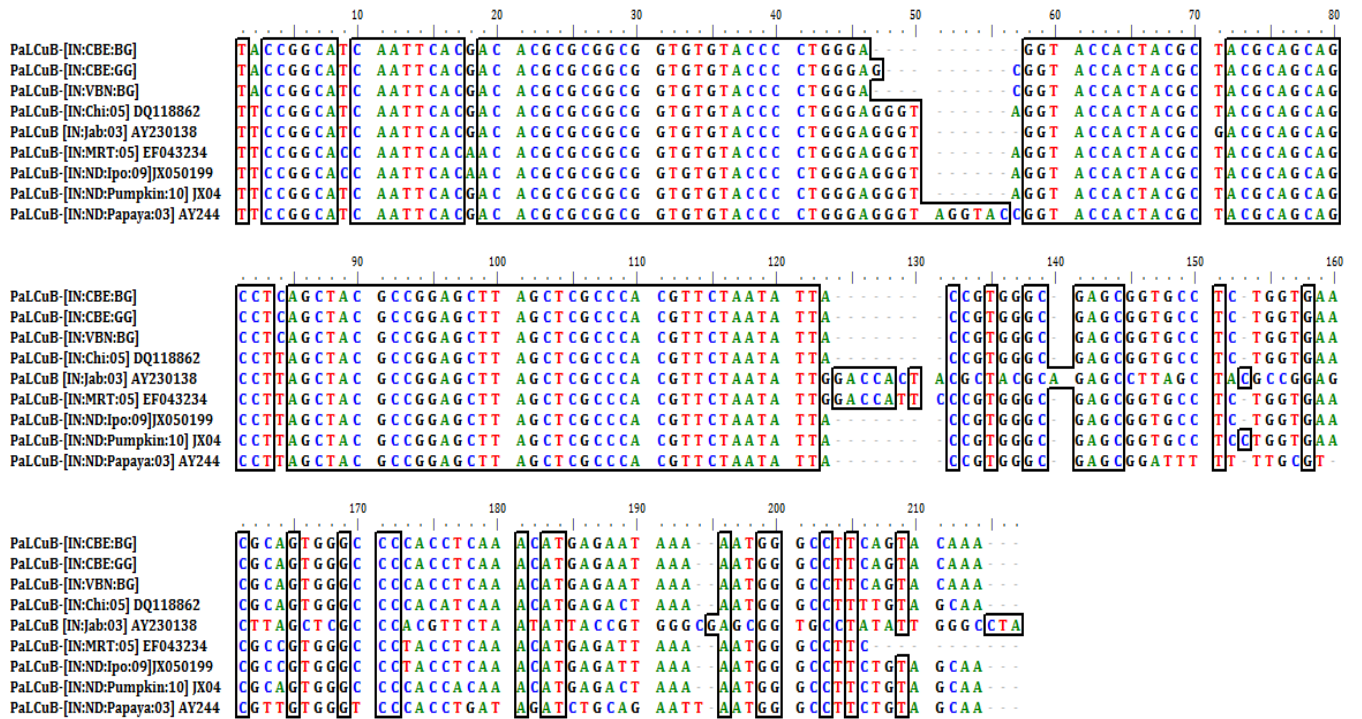 10 20 30 40 50 60 70 80
PaLCuB-[IN:CBE:BG] TACCGGCATC AATTCACGAC ACGCGCGGCG GTGTGTACCC CTGGGA----------- GGT ACCACTACGC TACGCAGCAG
PaLCuB-[IN:CBE:GG] TACCGGCATC AATTCACGAC ACGCGCGGCG GTGTGTACCC CTGGGAG--- ------CGGT ACCACTACGC TACGCAGCAG
PaLCuB-[IN:VBN:BG] TACCGGCATC AATTCACGAC ACGCGCGGCG GTGTGTACCC CTGGGA---- ------CGGT ACCACTACGC TACGCAGCAG
PaLCuB-[IN:Chi:05] DQ118862 TTCCGGCATC AATTCACGAC ACGCGCGGCG GTGTGTACCC CTGGGAGGGT ------AGGT ACCACTACGC TACGCAGCAG
PaLCuB [IN:Jab:03] AY230138 TTCCGGCATC AATTCACGAC ACGCGCGGCG GTGTGTACCC CTGGGAGGGT -------GGT ACCACTACGC GACGCAGCAG
PaLCuB-[IN:MRT:05] EF043234 TTCCGGCACC AATTCACAAC ACGCGCGGCG GTGTGTACCC CTGGGAGGGT ------AGGT ACCACTACGC TACGCAGCAG
PaLCuB-[IN:ND:Ipo:09]JX050199 TTCCGGCACC AATTCACAAC ACGCGCGGCG GTGTGTACCC CTGGGAGGGT ------AGGT ACCACTACGC TACGCAGCAG
PaLCuB-[IN:ND:Pumpkin:10] JX04 TTCCGGCATC AATTCACGAC ACGCGCGGCG GTGTGTACCC CTGGGAGGGT ------AGGT ACCACTACGC TACGCAGCAG
PaLCuB-[IN:ND:Papaya:03] AY244 TTCCGGCATC AATTCACGAC ACGCGCGGCG GTGTGTACCC CTGGGAGGGT AGGTACCGGT ACCACTACGC TACGCAGCAG
90 100 110 120 130 140 150 160
PaLCuB-[IN:CBE:BG] CCTCAGCTAC GCCGGAGCTT AGCTCGCCCA CGTTCTAATA TTA------- --CCGTGGGC- GAGCGGTGCC TC-TGGTGAA
PaLCuB-[IN:CBE:GG] CCTCAGCTAC GCCGGAGCTT AGCTCGCCCA CGTTCTAATA TTA------- --CCGTGGGC- GAGCGGTGCC TC-TGGTGAA
PaLCuB-[IN:VBN:BG] CCTCAGCTAC GCCGGAGCTT AGCTCGCCCA CGTTCTAATA TTA------- --CCGTGGGC- GAGCGGTGCC TC-TGGTGAA
PaLCuB-[IN:Chi:05] DQ118862 CCTTAGCTAC GCCGGAGCTT AGCTCGCCCA CGTTCTAATA TTA------- --CCGTGGGC- GAGCGGTGCC TC-TGGTGAA
PaLCuB [IN:Jab:03] AY230138 CCTTAGCTAC GCCGGAGCTT AGCTCGCCCA CGTTCTAATA TTGGACCACT ACGCTACGCA GAGCCTTAGC TACGCCGGAG
PaLCuB-[IN:MRT:05] EF043234 CCTTAGCTAC GCCGGAGCTT AGCTCGCCCA CGTTCTAATA TTGGACCATT CCCGTGGGC- GAGCGGTGCC TC-TGGTGAA
PaLCuB-[IN:ND:Ipo:09]JX050199 CCTTAGCTAC GCCGGAGCTT AGCTCGCCCA CGTTCTAATA TTA------- --CCGTGGGC- GAGCGGTGCC TC-TGGTGAA
PaLCuB-[IN:ND:Pumpkin:10] JX04 CCTTAGCTAC GCCGGAGCTT AGCTCGCCCA CGTTCTAATA TTA------- --CCGTGGGC- GAGCGGTGCC TCCTGGTGAA
PaLCuB-[IN:ND:Papaya:03] AY244 CCTTAGCTAC GCCGGAGCTT AGCTCGCCCA CGTTCTAATA TTA------- --CCGTGGGC- GAGCGGATTT TT-TTGCGT-
170 180 190 200 210
PaLCuB-[IN:CBE:BG] CGCAGTGGGC CCCACCTCAA ACATGAGAAT AAA--AATGG GCCTTCAGTA CAAA---
PaLCuB-[IN:CBE:GG] CGCAGTGGGC CCCACCTCAA ACATGAGAAT AAA--AATGG GCCTTCAGTA CAAA---
PaLCuB-[IN:VBN:BG] CGCAGTGGGC CCCACCTCAA ACATGAGAAT AAA--AATGG GCCTTCAGTA CAAA---
PaLCuB-[IN:Chi:05] DQ118862 CGCAGTGGGC CCCACATCAA ACATGAGACT AAA--AATGG GCCTTTTGTA GCAA---
PaLCuB [IN:Jab:03] AY230138 CTTAGCTCGC CCACGTTCTA ATATTACCGT GGGCGAGCGG TGCCTATATT GGGCCTA
PaLCuB-[IN:MRT:05] EF043234 CGCCGTGGGC CCTACCTCAA ACATGAGATT AAA--AATGG GCCTTC---- -------
PaLCuB-[IN:ND:Ipo:09]JX050199 CGCCGTGGGC CCTACCTCAA ACATGAGATT AAA--AATGG GCCTTCTGTA GCAA---
PaLCuB-[IN:ND:Pumpkin:10] JX04 CGCAGTGGGC CCCACCACAA ACATGAGACT AAA--AATGG GCCTTCTGTA GCAA---
PaLCuB-[IN:ND:Papaya:03] AY244 CGTTGTGGGT CCCACCTGAT AGATCTGCAG AATT-AATGG GCCTTCTGTA GCAA---